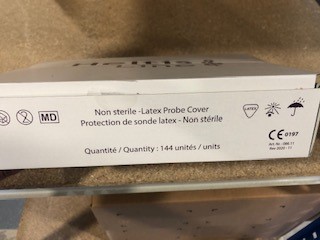 MD
Non sterile -Latex Probe Cover
Protection de sonde latex - Non stérile
LATEX
CE 0197
Quantité / Quantity : 144 unités / units